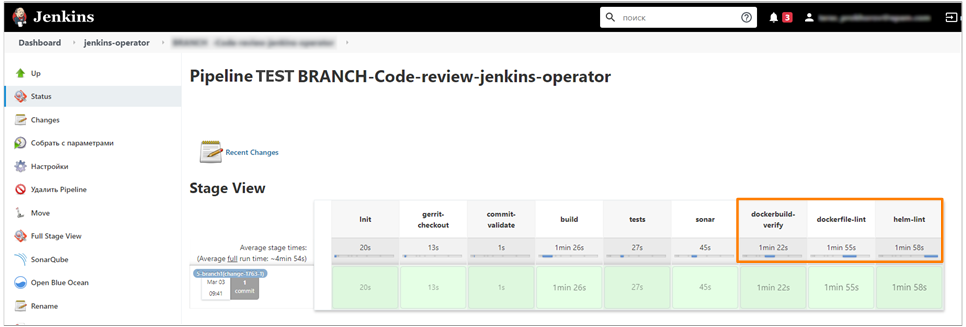 Jenkins
поиск
3
Dashboard
jenkins-operator
Up
Status
Changes
Собрать с параметрами
Настройки
Удалить Pipeline
Move
Full Stage View
SonarQube
Open Blue Ocean
Rename
Pipeline TEST BRANCH-Code-review-jenkins-operator
Recent Changes
Stage View
Init
gerrit-checkout
commit-validate
build
tests
sonar
dockerbuild-verify
dockerfile-lint
helm-lint
Average stage times:
(Average full run time: ~4min 54s)
20s
13s
1s
1min 26s
27s
45s
1min 22s
1min 55s
1min 58s
Mar 03
09:41
1
commit
20s
13s
1s
1min 26s
27s
45s
1min 22s
1min 55s
1min 58s